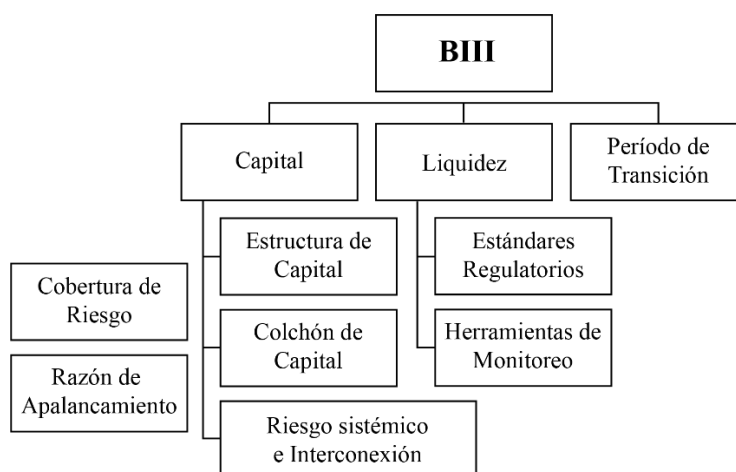 BIII
Capital
Liquidez
Período de
Transición
Estructura de
Capital
Estándares
Regulatorios
Cobertura de
Riesgo
Colchón de
Capital
Herramientas de
Monitoreo
Razón de
Apalancamiento
Riesgo sistémico
e Interconexión